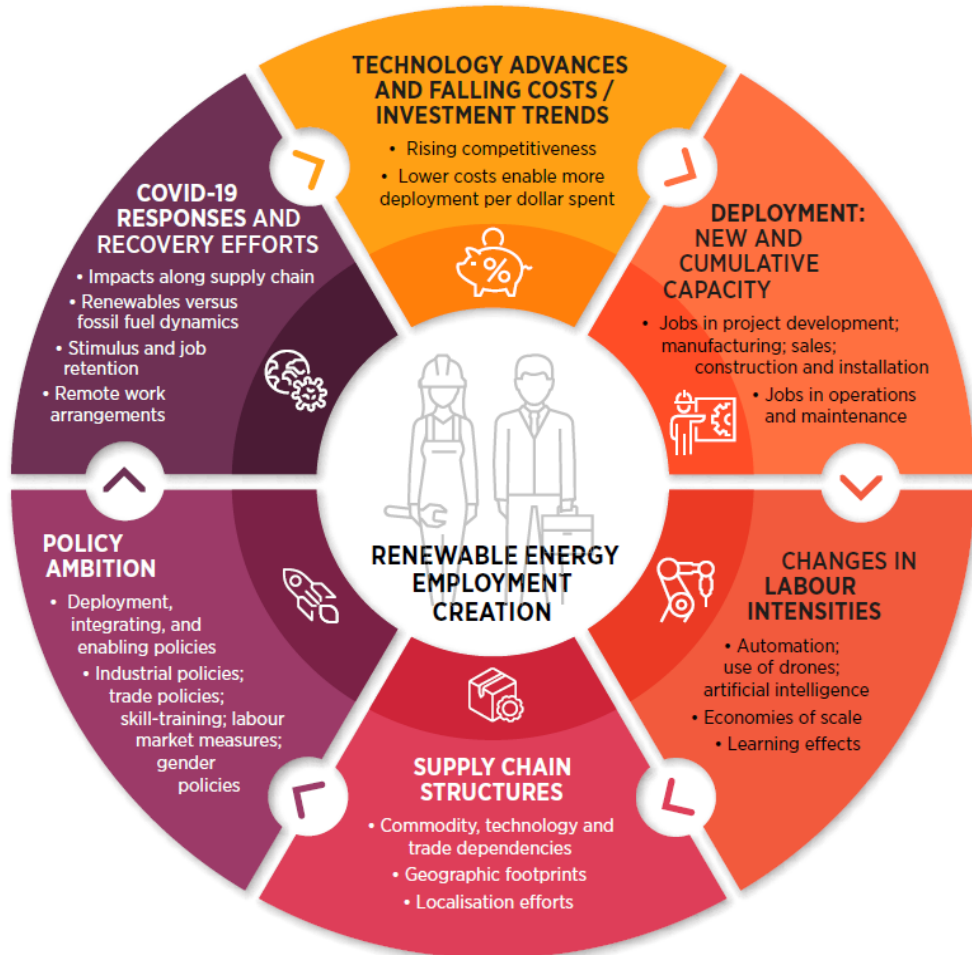 TECHNOLOGY ADVANCES
AND FALLING COSTS /
INVESTMENT TRENDS
• Rising competitiveness
• Lower costs enable more
deployment per dollar spent
DEPLOYMENT:
NEW AND
CUMULATIVE
CAPACITY
• Jobs in project development;
manufacturing; sales;
construction and installation
• Jobs in operations
and maintenance
CHANGES IN
LABOUR
INTENSITIES
• Automation;
use of drones;
artificial intelligence
• Economies of scale
• Learning effects
SUPPLY CHAIN
STRUCTURES
• Commodity, technology and
trade dependencies
• Geographic footprints
• Localisation efforts
POLICY
AMBITION
• Deployment,
integrating, and
enabling policies
• Industrial policies;
trade policies;
skill-training; labour
market measures;
gender
policies
COVID-19
RESPONSES AND
RECOVERY EFFORTS
• Impacts along supply chain
• Renewables versus
fossil fuel dynamics
• Stimulus and job
retention
• Remote work
arrangements
%
RENEWABLE ENERGY
EMPLOYMENT
CREATION